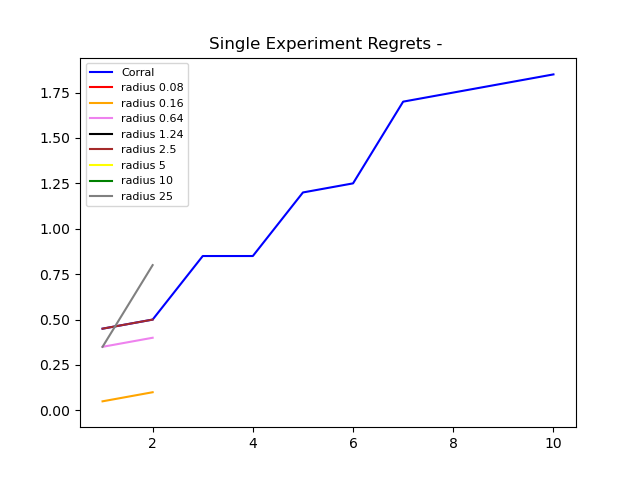 Single Experiment Regrets -
Corral
radius 0.08
radius 0.16
radius 0.64
radius 1.24
radius 2.5
radius 5
radius 10
radius 25
1.75
1.50
1.25
1.00
0.75
0.50
0.25
0.00
2 4 6 8 10